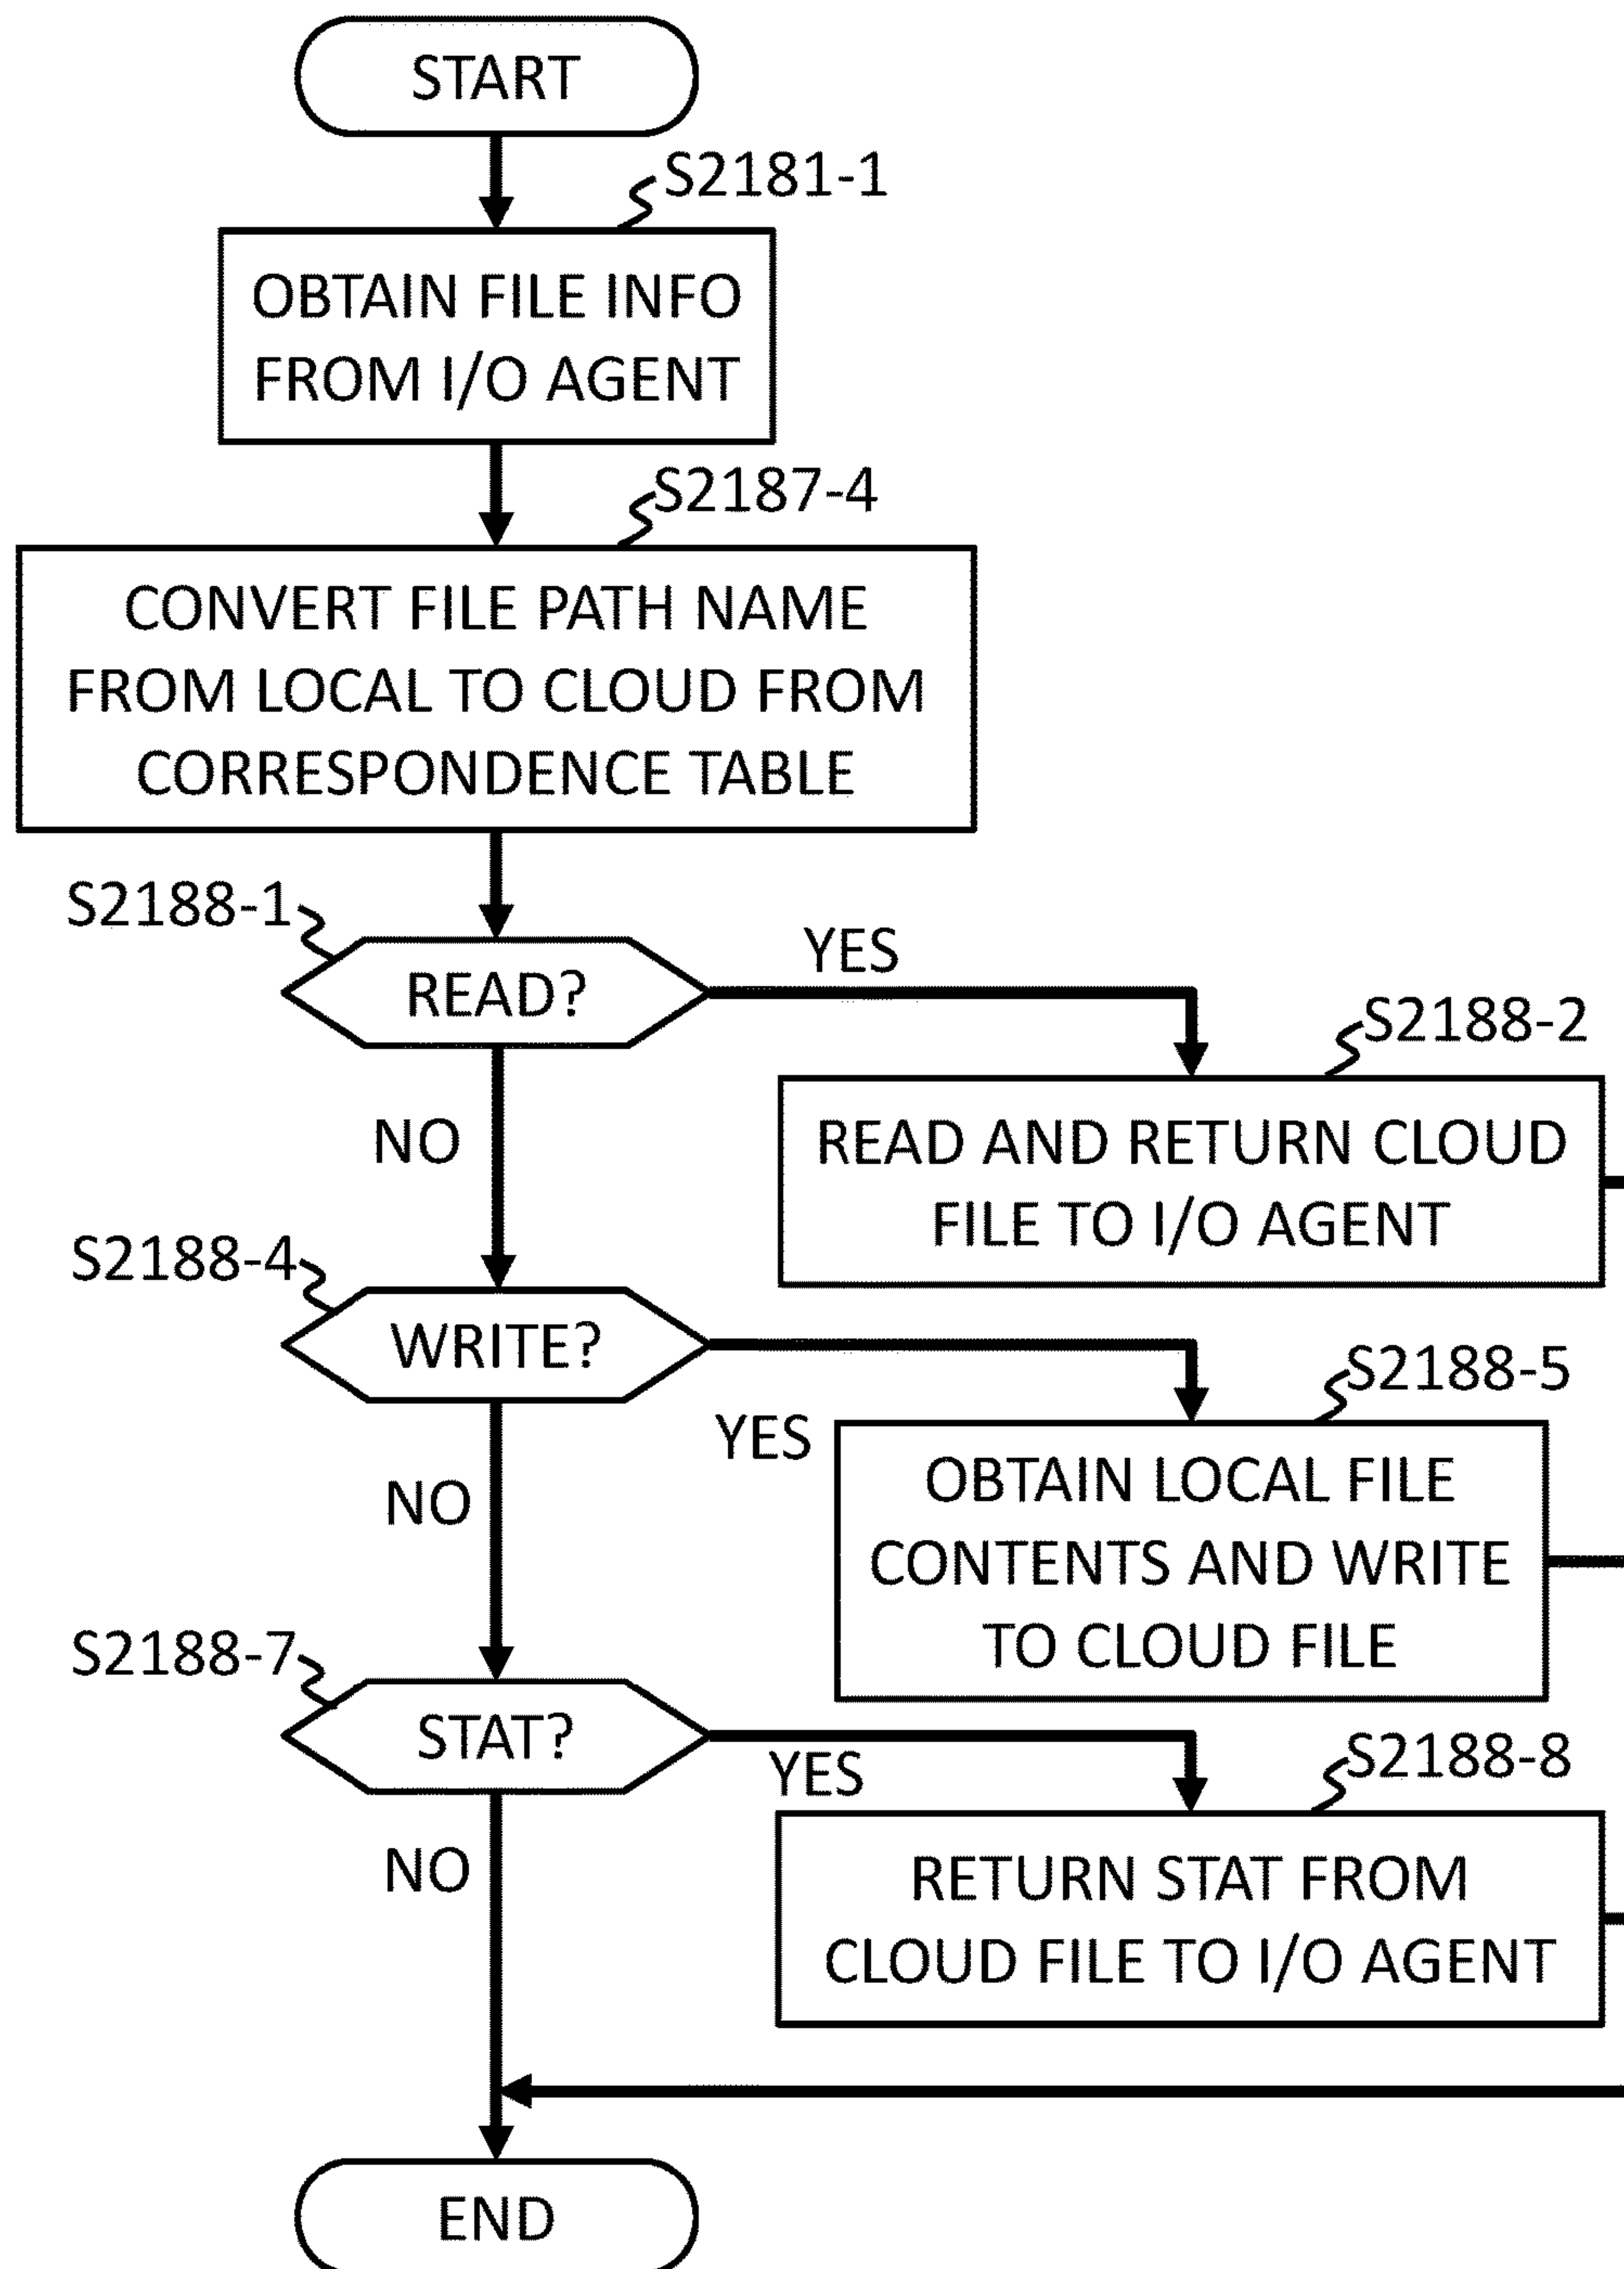 START
S2181-1
OBTAIN FILE INFO
FROM I/O AGENT
S2187-4
CONVERT FILE PATH NAME
FROM LOCAL TO CLOUD FROM
CORRESPONDENCE TABLE
S2188-1
READ?
YES
S2188-2
READ AND RETURN CLOUD
FILE TO I/O AGENT
NO
S2188-4
WRITE?
YES
S2188-5
OBTAIN LOCAL FILE
CONTENTS AND WRITE
TO CLOUD FILE
NO
S2188-7
STAT?
YES
S2188-8
RETURN STAT FROM
CLOUD FILE TO I/O AGENT
NO
END